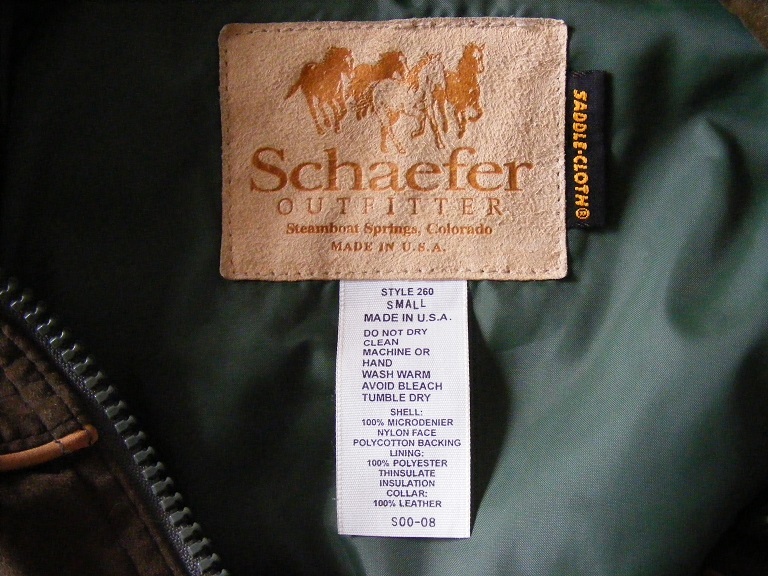 Schaefer
OUTFITTER
Steamboat Springs, Colorado
MADE IN U.S.A.
SADDLE-CLOTH®
STYLE 260
SMALL
MADE IN U.S.A.
DO NOT DRY
CLEAN
MACHINE OR
HAND
WASH WARM
AVOID BLEACH
TUMBLE DRY
SHELL:
100% MICRODENIER
NYLON FACE
POLYCOTTON BACKING
LINING:
100% POLYESTER
THINSULATE
INSULATION
COLLAR:
100% LEATHER
S00-08